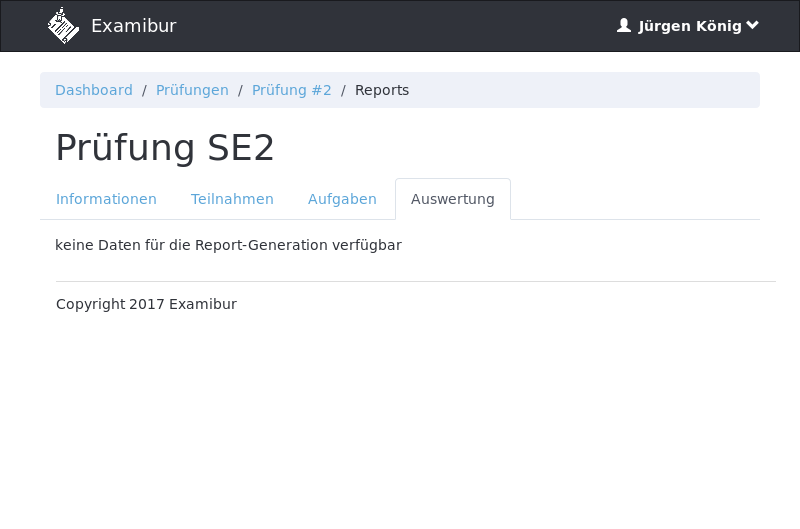 Examibur
Jürgen König
Dashboard / Prüfungen / Prüfung #2 / Reports
Prüfung SE2
Informationen Teilnahmen Aufgaben Auswertung
keine Daten für die Report-Generation verfügbar
Copyright 2017 Examibur